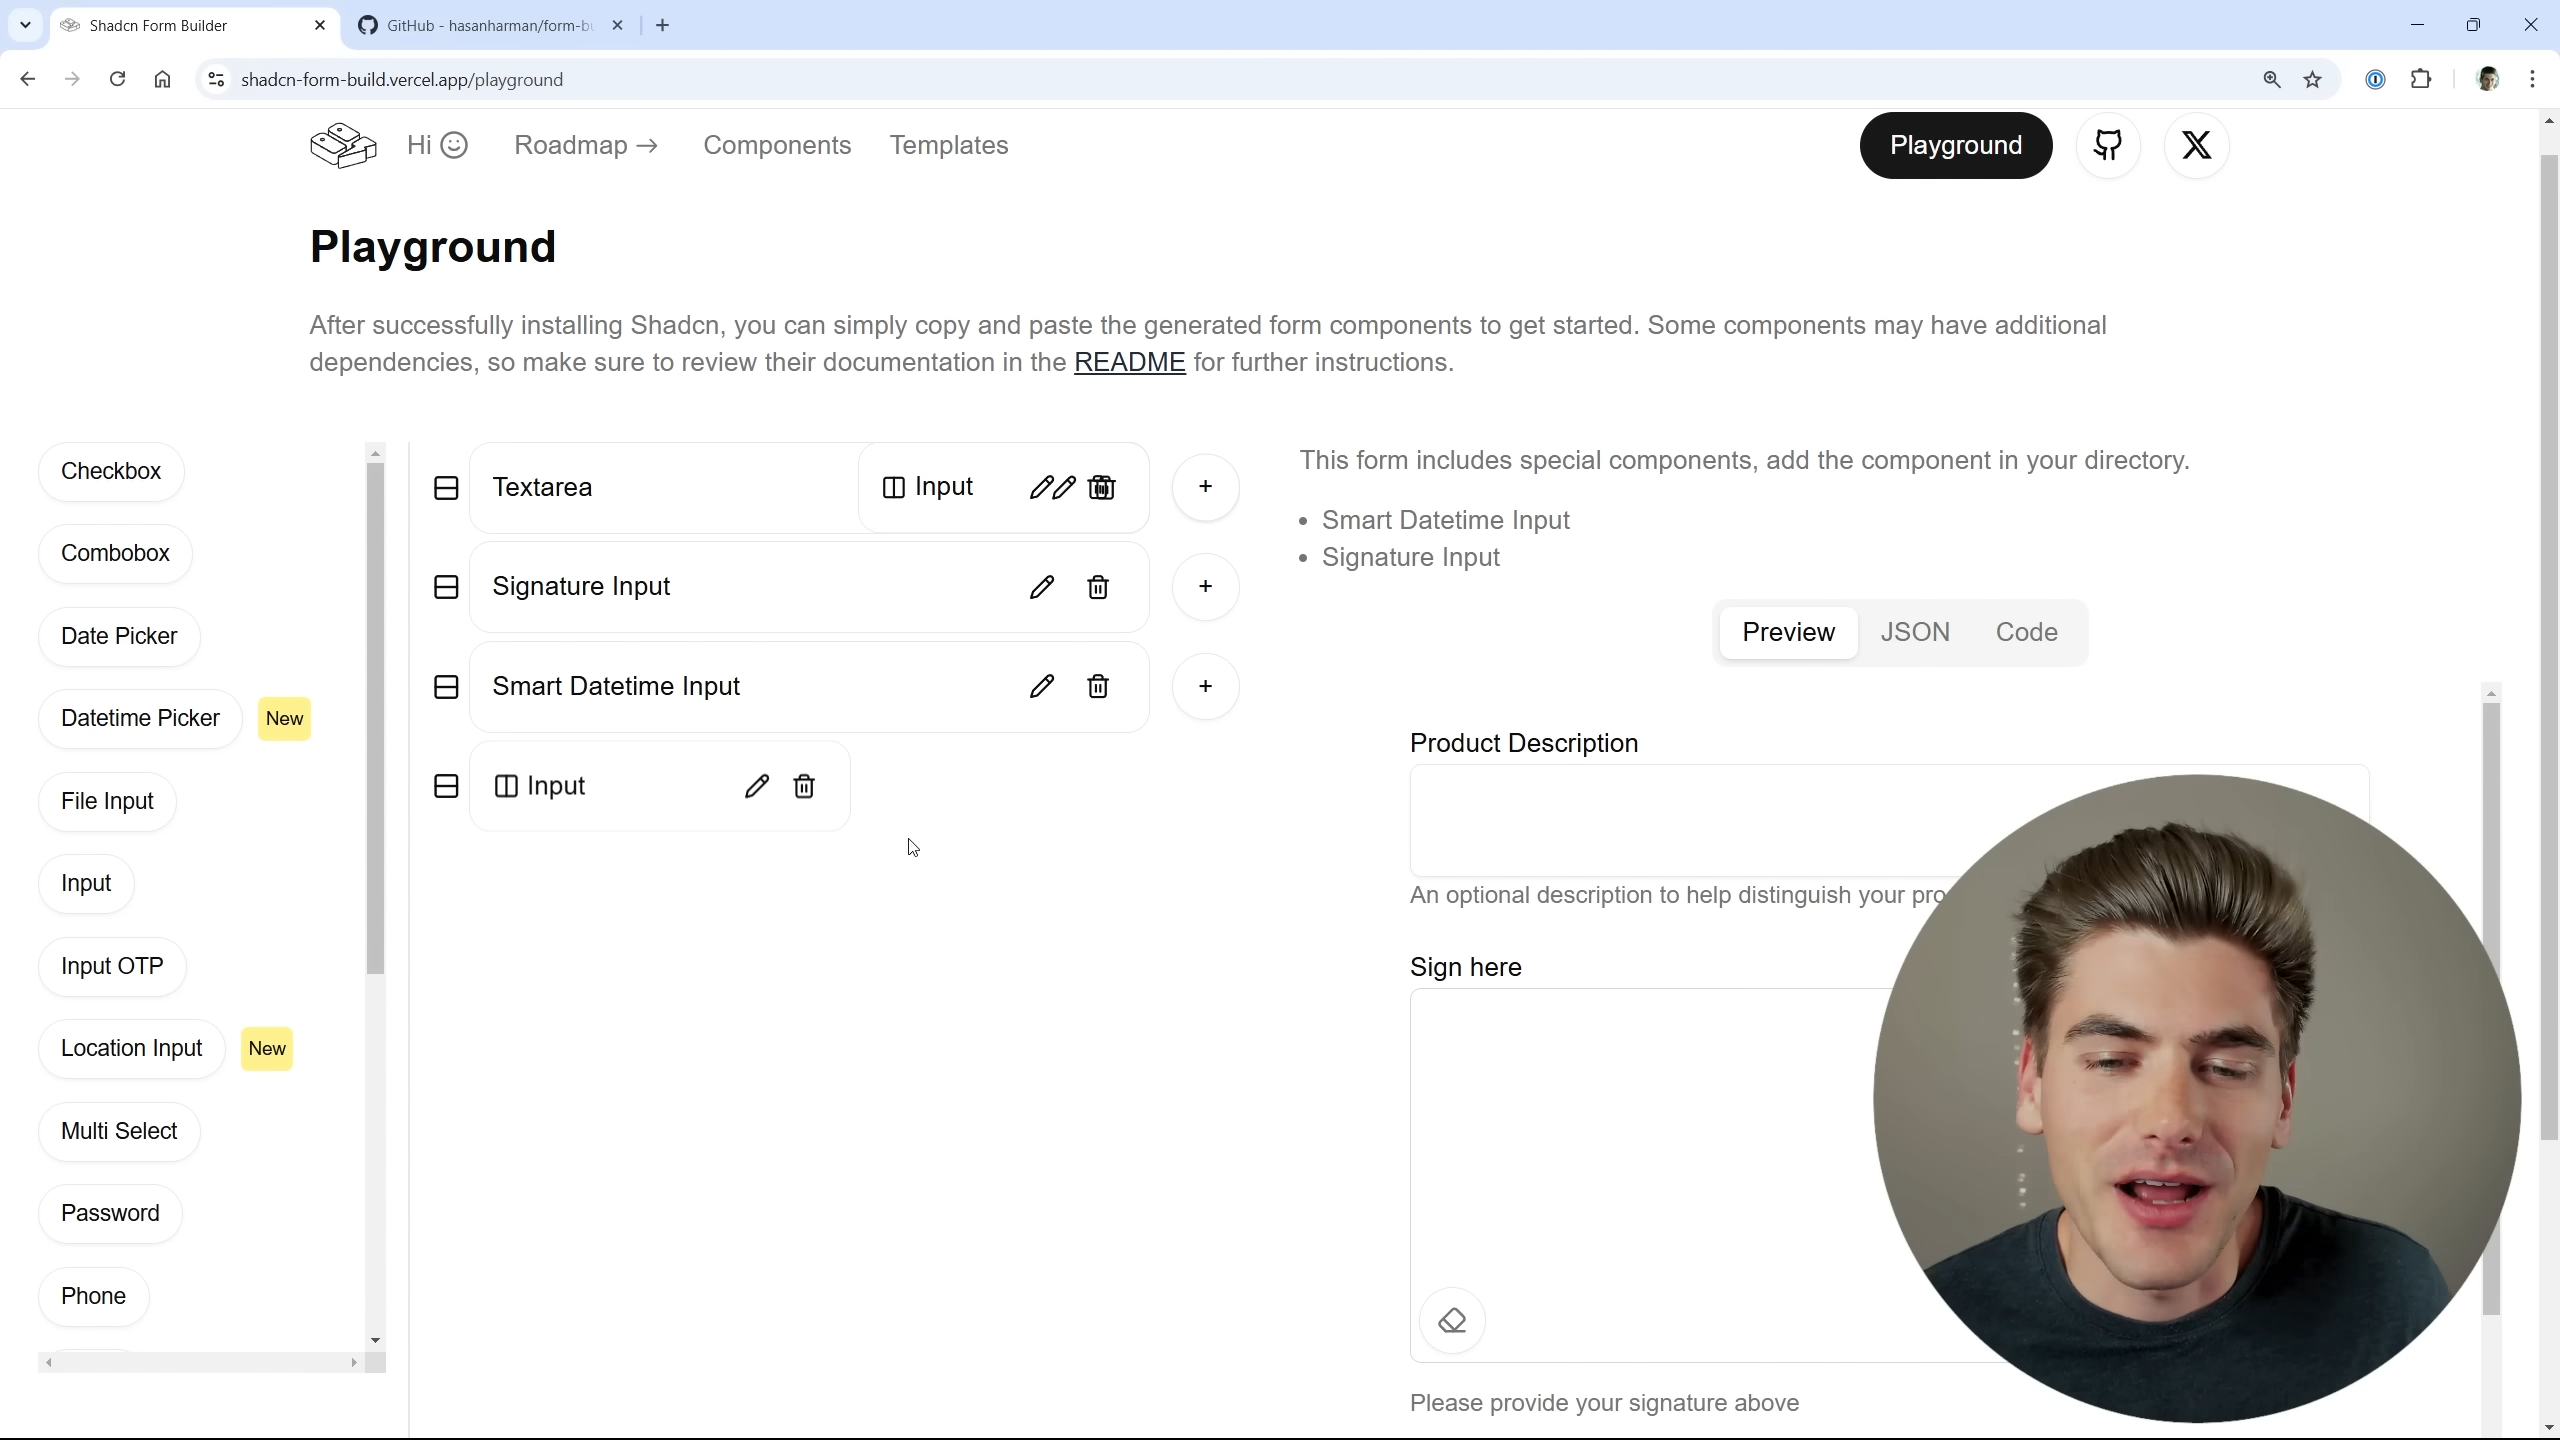 Shadcn Form Builder
GitHub - hasanharman/form-bu
shadcn-form-build.vercel.app/playground
Hi
Roadmap →
Components
Templates
Playground
Playground
After successfully installing Shadcn, you can simply copy and paste the generated form components to get started. Some components may have additional
dependencies, so make sure to review their documentation in the README for further instructions.
Checkbox
Combobox
Date Picker
Datetime Picker
New
File Input
Input
Input OTP
Location Input
New
Multi Select
Password
Phone
Textarea
Input
+
Signature Input
+
Smart Datetime Input
+
Input
This form includes special components, add the component in your directory.
• Smart Datetime Input
• Signature Input
Preview
JSON
Code
Product Description
An optional description to help distinguish your pro
Sign here
Please provide your signature above